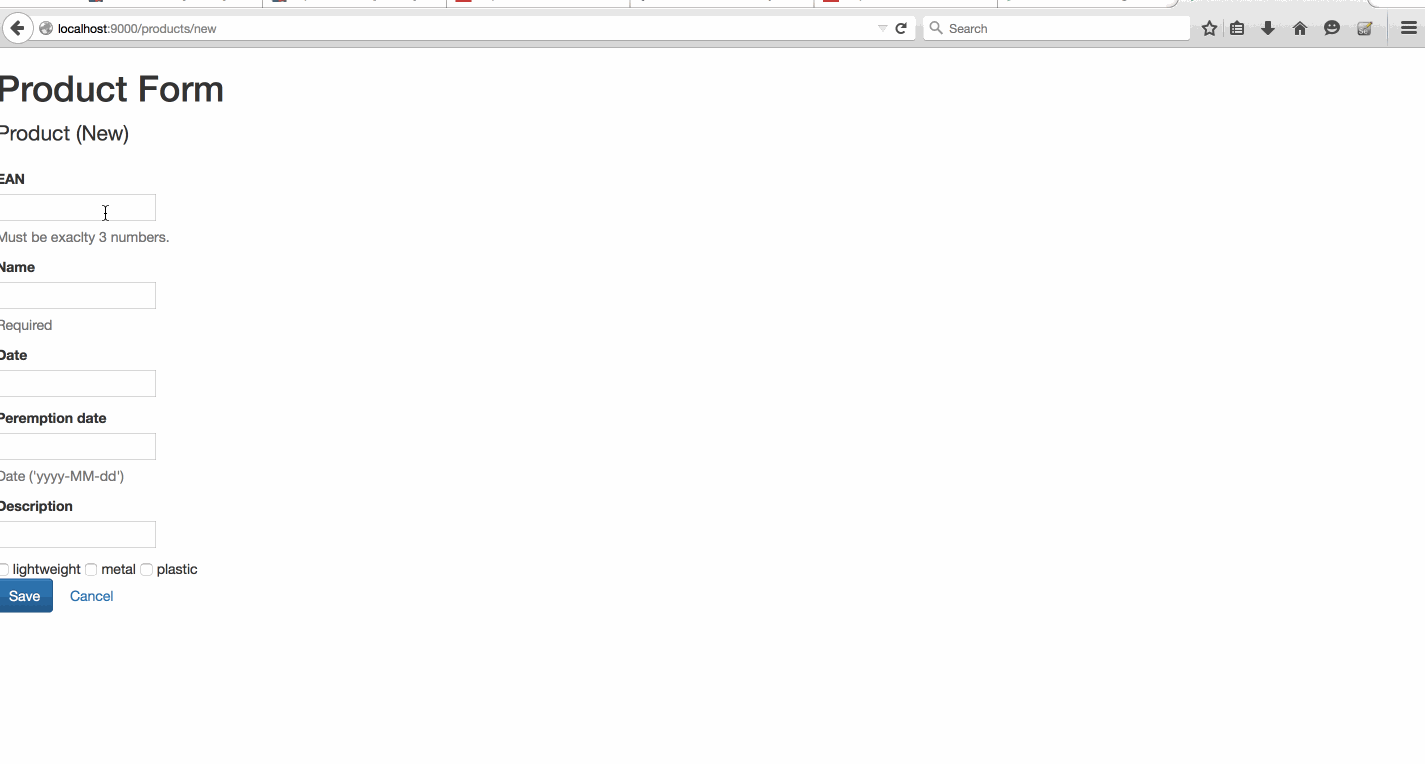 localhost:9000/products/new
Search
Product Form
Product (New)
EAN
Must be exaclty 3 numbers.
Name
Required
Date
Peremption date
Date ('yyyy-MM-dd')
Description
lightweight metal plastic
Save Cancel